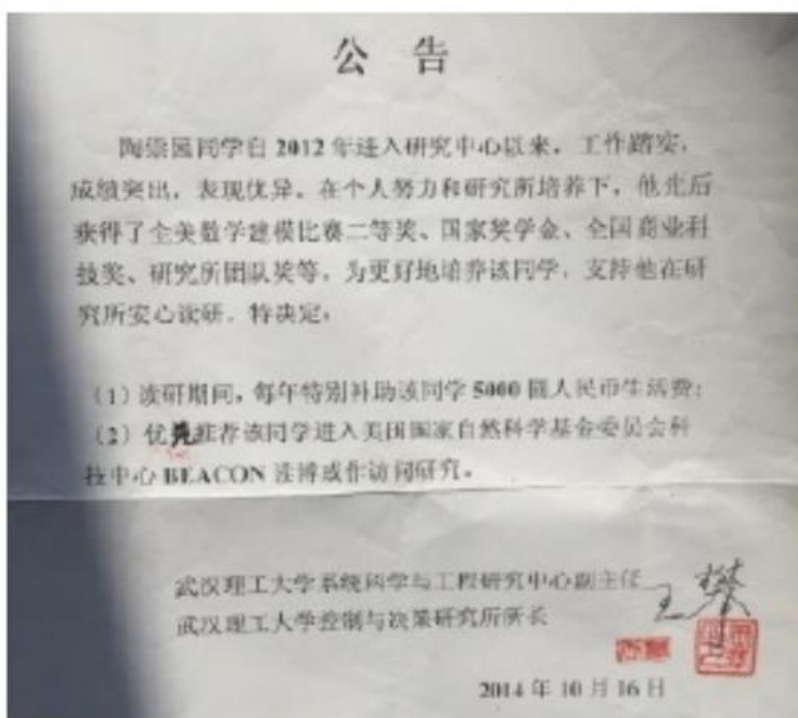 公 告
陶崇园同学自 2012 年进入研究中心以来，工作踏实，
成绩突出，表现优异。在个人努力和研究所培养下，他先后
获得了全美数学建模比赛二等奖、国家奖学金、全国商业科
技奖、研究所团队奖等，为更好地培养该同学，支持他在研
究所安心读研，特决定：
（1）读研期间，每年特别补助该同学 5000 圆人民币生活费；
（2）优先推荐该同学进入美国国家自然科学基金委员会科
技中心 BEACON 读博或作访问研究。
武汉理工大学系统科学与工程研究中心副主任
武汉理工大学控制与决策研究所所长
王攀
2014 年 10 月 16 日